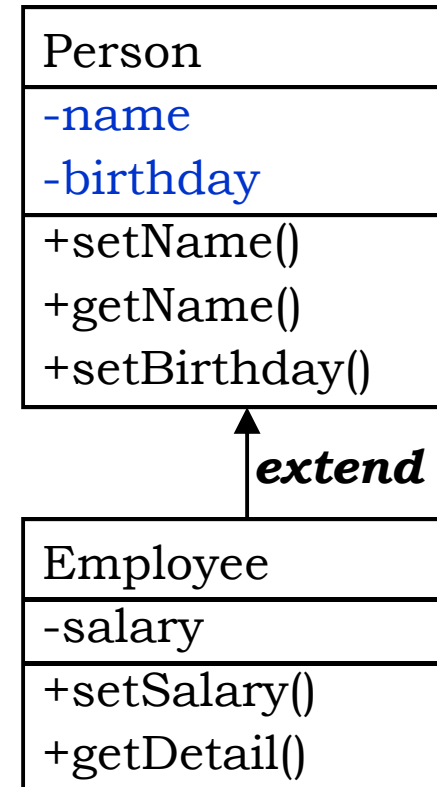 Person
-name
-birthday
+setName()
+getName()
+setBirthday()
extend
Employee
-salary
+setSalary()
+getDetail()